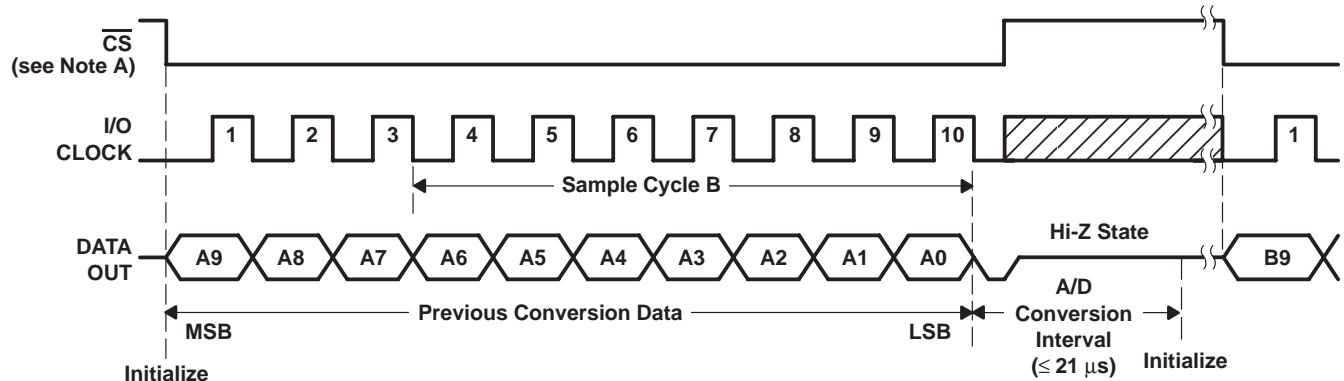 CS
(see Note A)
I/O
CLOCK
1 2 3 4 5 6 7 8 9 10 1
Sample Cycle B
DATA
OUT
A9 A8 A7 A6 A5 A4 A3 A2 A1 A0 B9
Hi-Z State
Previous Conversion Data
MSB
LSB
A/D
Conversion
Interval
(≤ 21 μs)
Initialize
Initialize